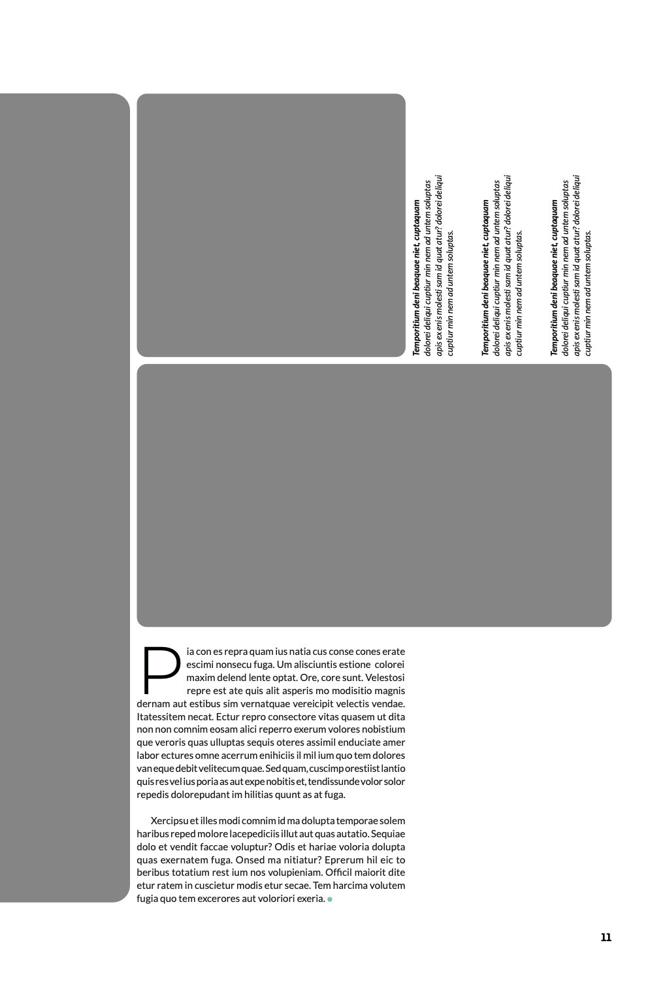 Temporitium deni beaquae niet, cuptaquam
dolorei deliqui cuptiur min nem ad untem soluptas
apis ex enis molesti sam id quat atur? dolorei deliqui
cuptiur min nem ad untem soluptas.
Temporitium deni beaquae niet, cuptaquam
dolorei deliqui cuptiur min nem ad untem soluptas
apis ex enis molesti sam id quat atur? dolorei deliqui
cuptiur min nem ad untem soluptas.
Temporitium deni beaquae niet, cuptaquam
dolorei deliqui cuptiur min nem ad untem soluptas
apis ex enis molesti sam id quat atur? dolorei deliqui
cuptiur min nem ad untem soluptas.
Pia con es repra quam ius natia cus conse cones erate
escimi nonsecu fuga. Um alisciuntis estione colorei
maxim delend lente optat. Ore, core sunt. Velestosi
repre est ate quis alit asperis mo modisitio magnis
dernam aut estibus sim vernatquae vereicipit velectis vendae.
Itatessitem necat. Ectur repro consectore vitas quasem ut dita
non non comnim eosam alici reperro exerum volores nobistium
que veroris quas ulluptas sequis oteres assimil enduciate amer
labor ectures omne acerrum enihiciis il mil ium quo tem dolores
van eque debit velitecum quae. Sed quam, cuscimp orestiist lantio
quis res vel ius poria as aut expe nobitis et, tendissunde volor solor
repedis dolorepudant im hilitias quunt as at fuga.
Xercipsu et illes modi comnim id ma dolupta temporae solem
haribus reped molore lacepediciis illut aut quas autatio. Sequiae
dolo et vendit faccae voluptur? Odis et hariae voloria dolupta
quas exernatem fuga. Onsed ma nitiatur? Eprerum hil eic to
beribus totatium rest ium nos volupieniam. Officil maiorit dite
etur ratem in cuscietur modis etur secae. Tem harcima volutem
fugia quo tem excerores aut voloriori exeria.
11